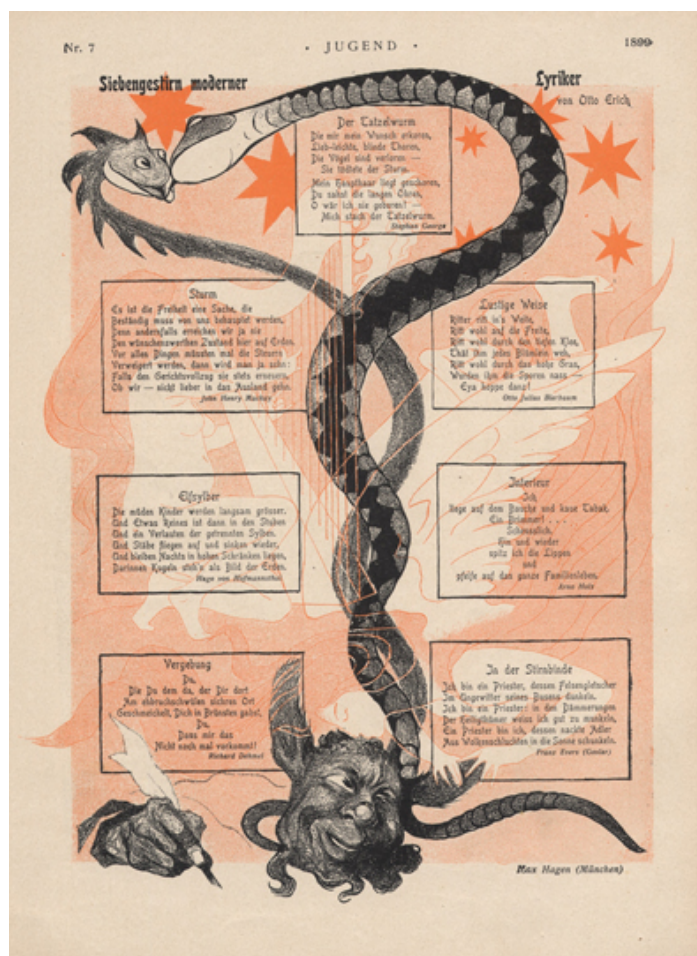 Nr. 7
· JUGEND ·
1899
Siebengestirn moderner
Lyriker
von Otto Erich
Der Tatzelwurm
Die mir mein Wunsch erkoren,
Lieb-leichte, blinde Thoren,
Die Vögel sind verloren —
Sie tödtete der Sturm.
Mein Haupthaar liegt geschoren,
Du sahst die langen Ohren,
O wär ich nie geboren! —
Mich stach der Tatzelwurm.
Stephan George
Sturm
Es ist die Freiheit eine Sache, die
Beständig muss von uns behauptet werden,
Denn andernfalls erreichen wir ja nie
Den wünschenswerthen Zustand hier auf Erden.
Vor allen Dingen müssten mal die Steuern
Verweigert werden, dann wird man ja sehn:
Falls den Gerichtsvollzug sie stets erneuern,
Ob wir — nicht lieber in das Ausland gehn.
John Henry Mackay
Lustige Weise
Ritter ritt in's Weite,
Ritt wohl auf die Freite,
Ritt wohl durch den tiefen Klee,
Thät ihm jedes Blümlein weh,
Ritt wohl durch das hohe Gras,
Wurden ihm die Sporen nass —
Eya hoppe danz!
Otto Julius Bierbaum
Elfsylber
Die müden Kinder werden langsam grösser.
Und Etwas Reines ist dann in den Stuben
Und ein Verlauten der getrennten Sylben.
Und Stäbe fliegen auf und sinken wieder,
Und bleiben Nachts in hohen Schränken liegen,
Darinnen Kugeln steh'n als Bild der Erden.
Hugo von Hofmannsthal
Interieur
Ich
liege auf dem Bauche und kaue Tabak.
Ein Brimmer! . . . .
Scheusslich.
Hin und wieder
spitz ich die Lippen
und
pfeife auf das ganze Familienleben.
Arno Holz
Vergebung
Du,
Die Du dem da, der Dir dort
Am ehbruchschwülen sichren Ort
Geschmeichelt, Dich in Brünsten gabst,
Du,
Dass mir das
Nicht noch mal vorkommt!
Richard Dehmel
In der Stirnbinde
Ich bin ein Priester, dessen Felsengletscher
Im Ungewitter seines Busens dunkeln.
Ich bin ein Priester: in den Dämmerungen
Der Heiligthümer weiss ich gut zu munkeln,
Ein Priester bin ich, dessen nackte Adler
Aus Wolkenschluchten in die Sonne schunkeln.
Franz Evers (Goslar)
Max Hagen (München)